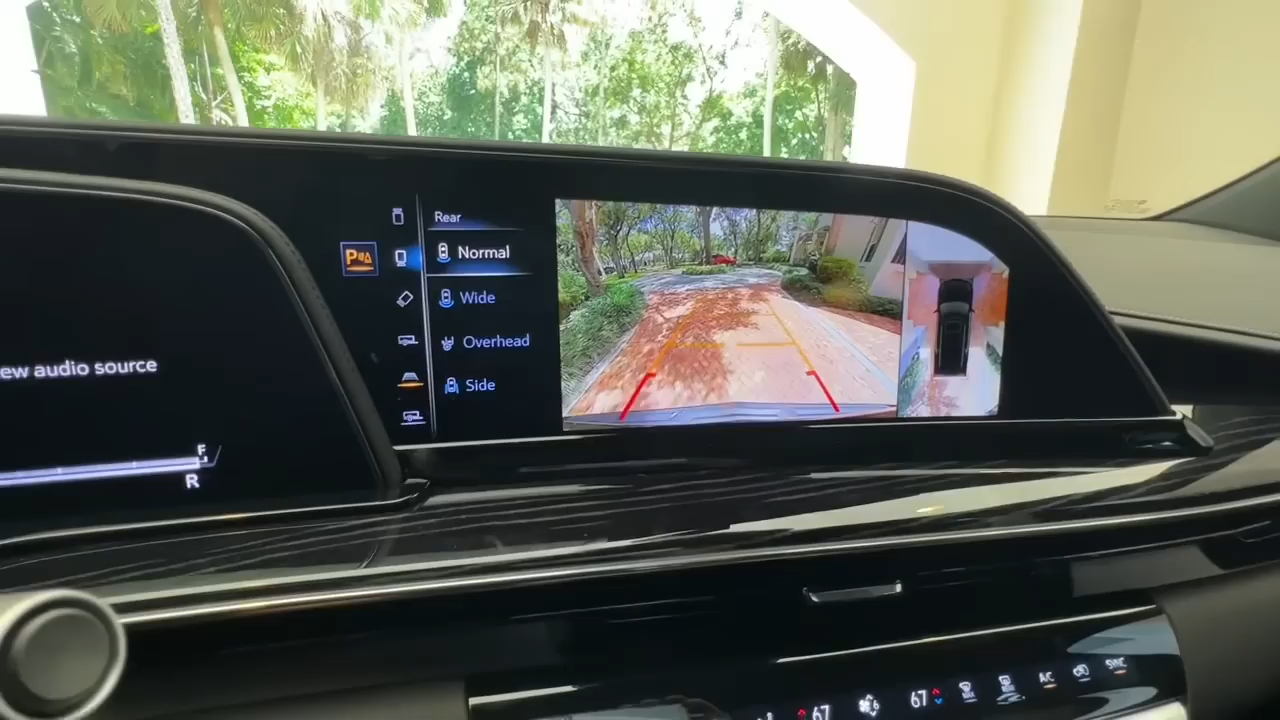 Rear
Normal
Wide
Overhead
Side
P
ew audio source
F
R
67
67
A/C
SYNC